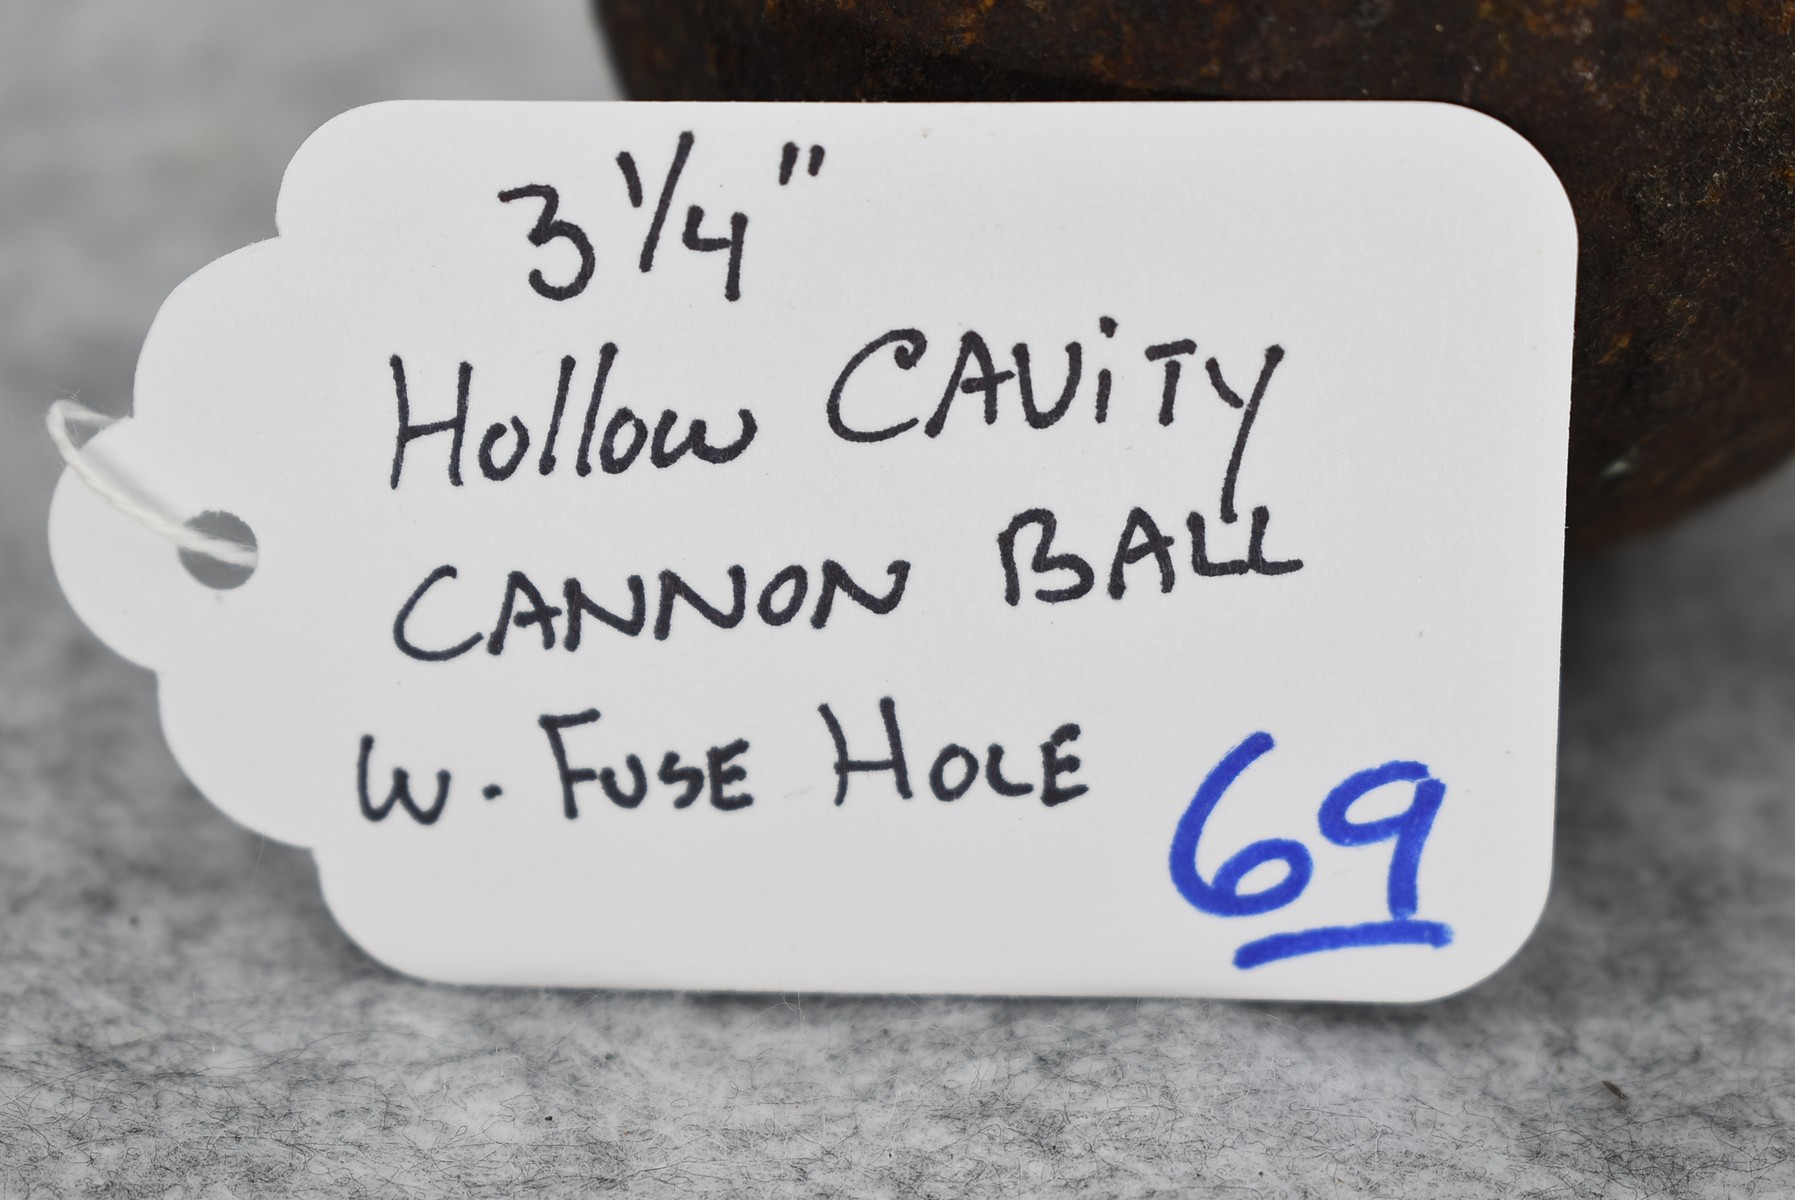 3 1/4"
Hollow CAViTY
CANNON BALL
W. FUSE HOLE
69